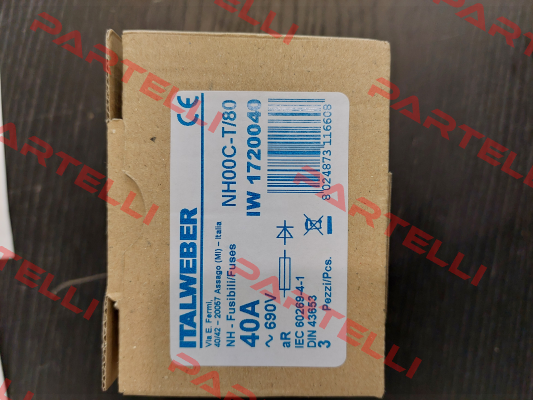 ITALWEBER
Via E. Fermi,
40/42 – 20057 Assago (MI) – Italia
NH - Fusibili/Fuses
NH00C-T/80
40A
IW 1720040
~ 690V
aR
IEC 60269-4-1
DIN 43653
3 Pezzi/Pcs.
8 024873 116608
CE
PARTELLI
PARTELLI
PARTELLI
PARTELLI
PARTELLI